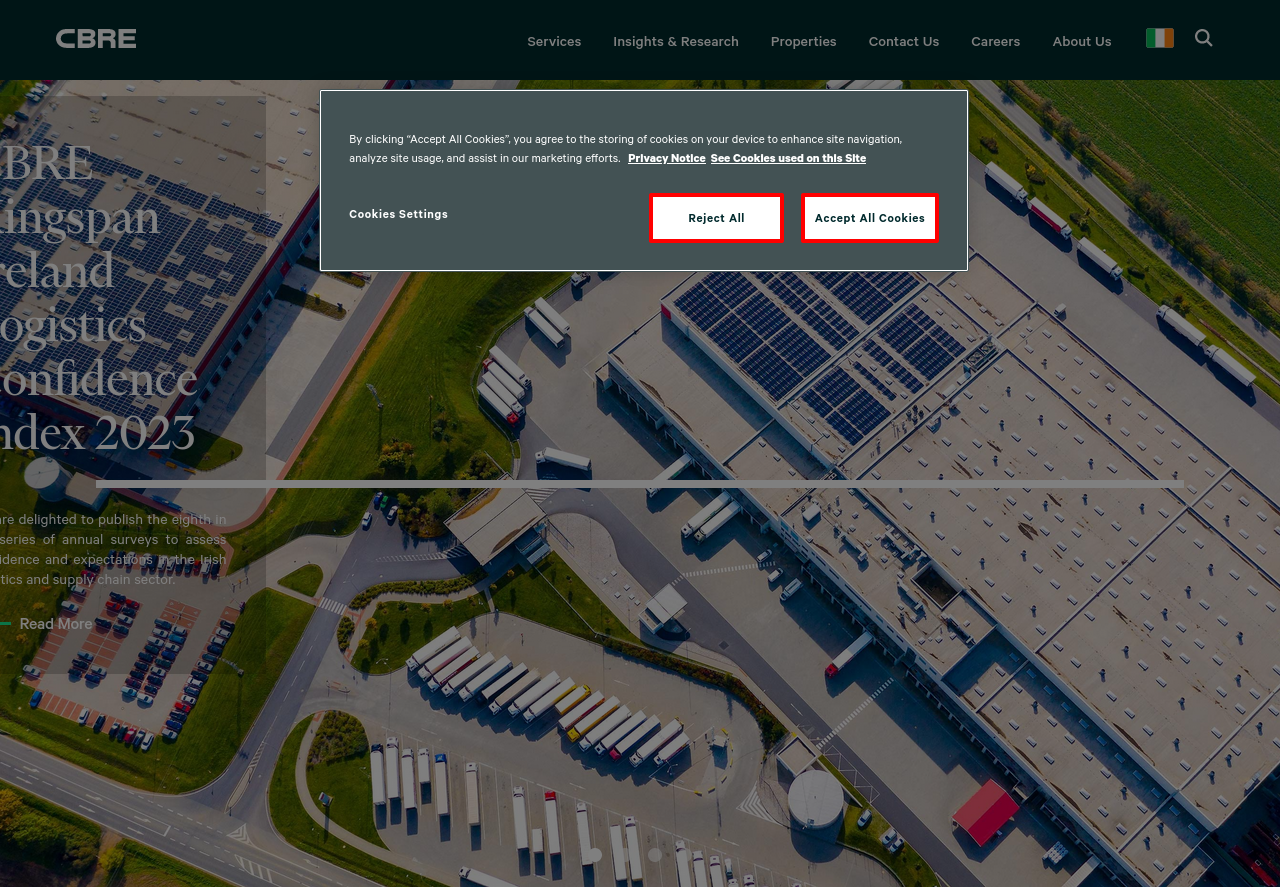 CBRE
Services
Insights & Research
Properties
Contact Us
Careers
About Us
By clicking “Accept All Cookies”, you agree to the storing of cookies on your device to enhance site navigation,
analyze site usage, and assist in our marketing efforts. Privacy Notice See Cookies used on this Site
Cookies Settings
Reject All
Accept All Cookies
BRE
ingspan
reland
ogistics
onfidence
ndex 2023
are delighted to publish the eighth in
series of annual surveys to assess
idence and expectations in the Irish
tics and supply chain sector.
Read More